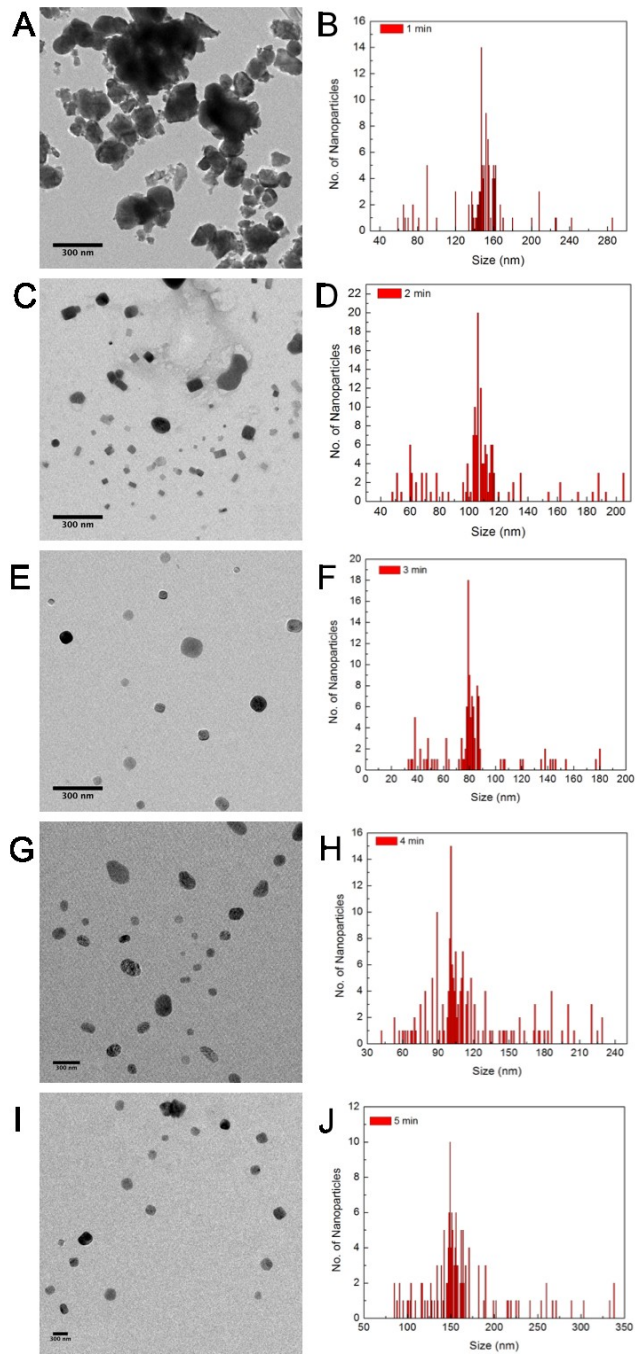 A
300 nm
B
1 min
No. of Nanoparticles
16
14
12
10
8
6
4
2
0
40 80 120 160 200 240 280
Size (nm)
C
300 nm
D
2 min
No. of Nanoparticles
22
20
18
16
14
12
10
8
6
4
2
0
40 60 80 100 120 140 160 180 200
Size (nm)
E
300 nm
F
3 min
No. of Nanoparticles
20
18
16
14
12
10
8
6
4
2
0
0 20 40 60 80 100 120 140 160 180 200
Size (nm)
G
300 nm
H
4 min
No. of Nanoparticles
16
14
12
10
8
6
4
2
0
30 60 90 120 150 180 210 240
Size (nm)
I
300 nm
J
5 min
No. of Nanoparticles
12
10
8
6
4
2
0
50 100 150 200 250 300 350
Size (nm)